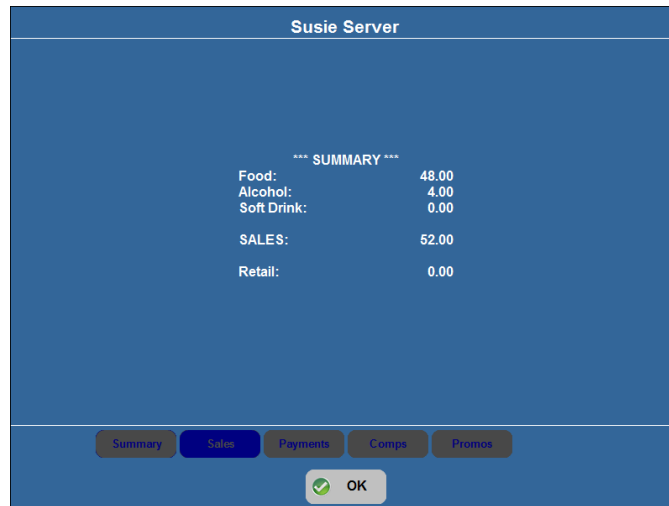 Susie Server
*** SUMMARY ***
Food: 48.00
Alcohol: 4.00
Soft Drink: 0.00
SALES: 52.00
Retail: 0.00
Summary Sales Payments Comps Promos
OK